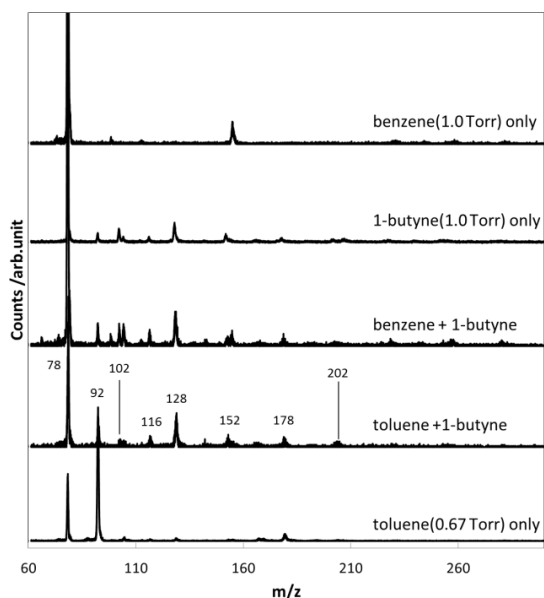 benzene(1.0 Torr) only
1-butyne(1.0 Torr) only
Counts /arb.unit
benzene + 1-butyne
78
102
92
116
128
152
178
202
toluene +1-butyne
toluene(0.67 Torr) only
60
110
160
210
260
m/z